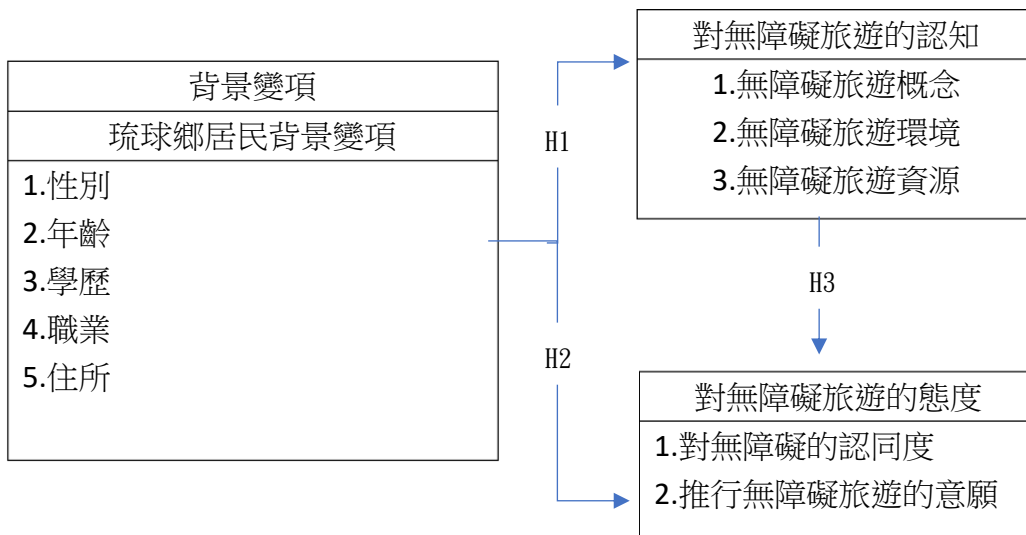 背景變項
琉球鄉居民背景變項
1.性別
2.年齡
3.學歷
4.職業
5.住所
H1
H2
對無障礙旅遊的認知
1.無障礙旅遊概念
2.無障礙旅遊環境
3.無障礙旅遊資源
H3
對無障礙旅遊的態度
1.對無障礙的認同度
2.推行無障礙旅遊的意願